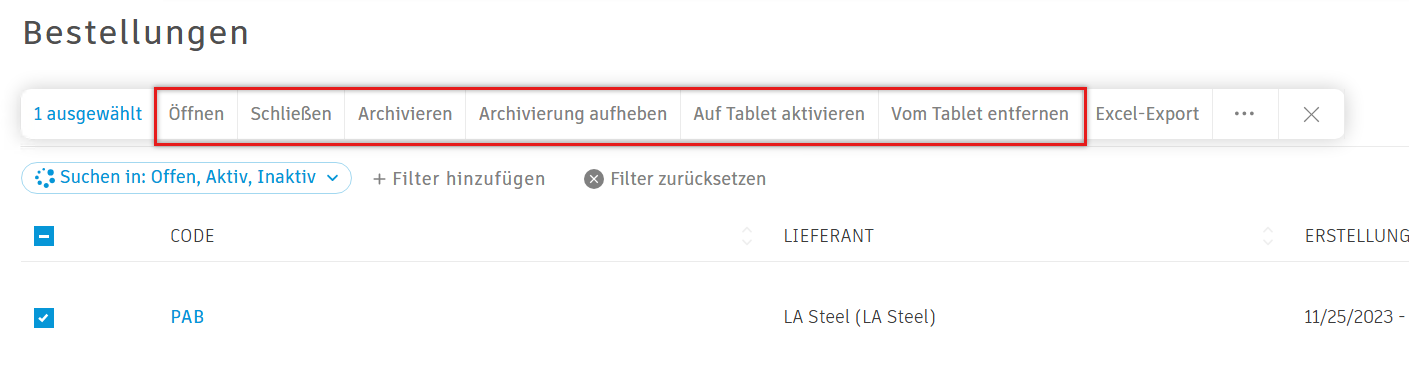 Bestellungen
1 ausgewählt Öffnen Schließen Archivieren Archivierung aufheben Auf Tablet aktivieren Vom Tablet entfernen Excel-Export ...
Suchen in: Offen, Aktiv, Inaktiv + Filter hinzufügen Filter zurücksetzen
CODE LIEFERANT ERSTELLUNG
PAB LA Steel (LA Steel) 11/25/2023 -